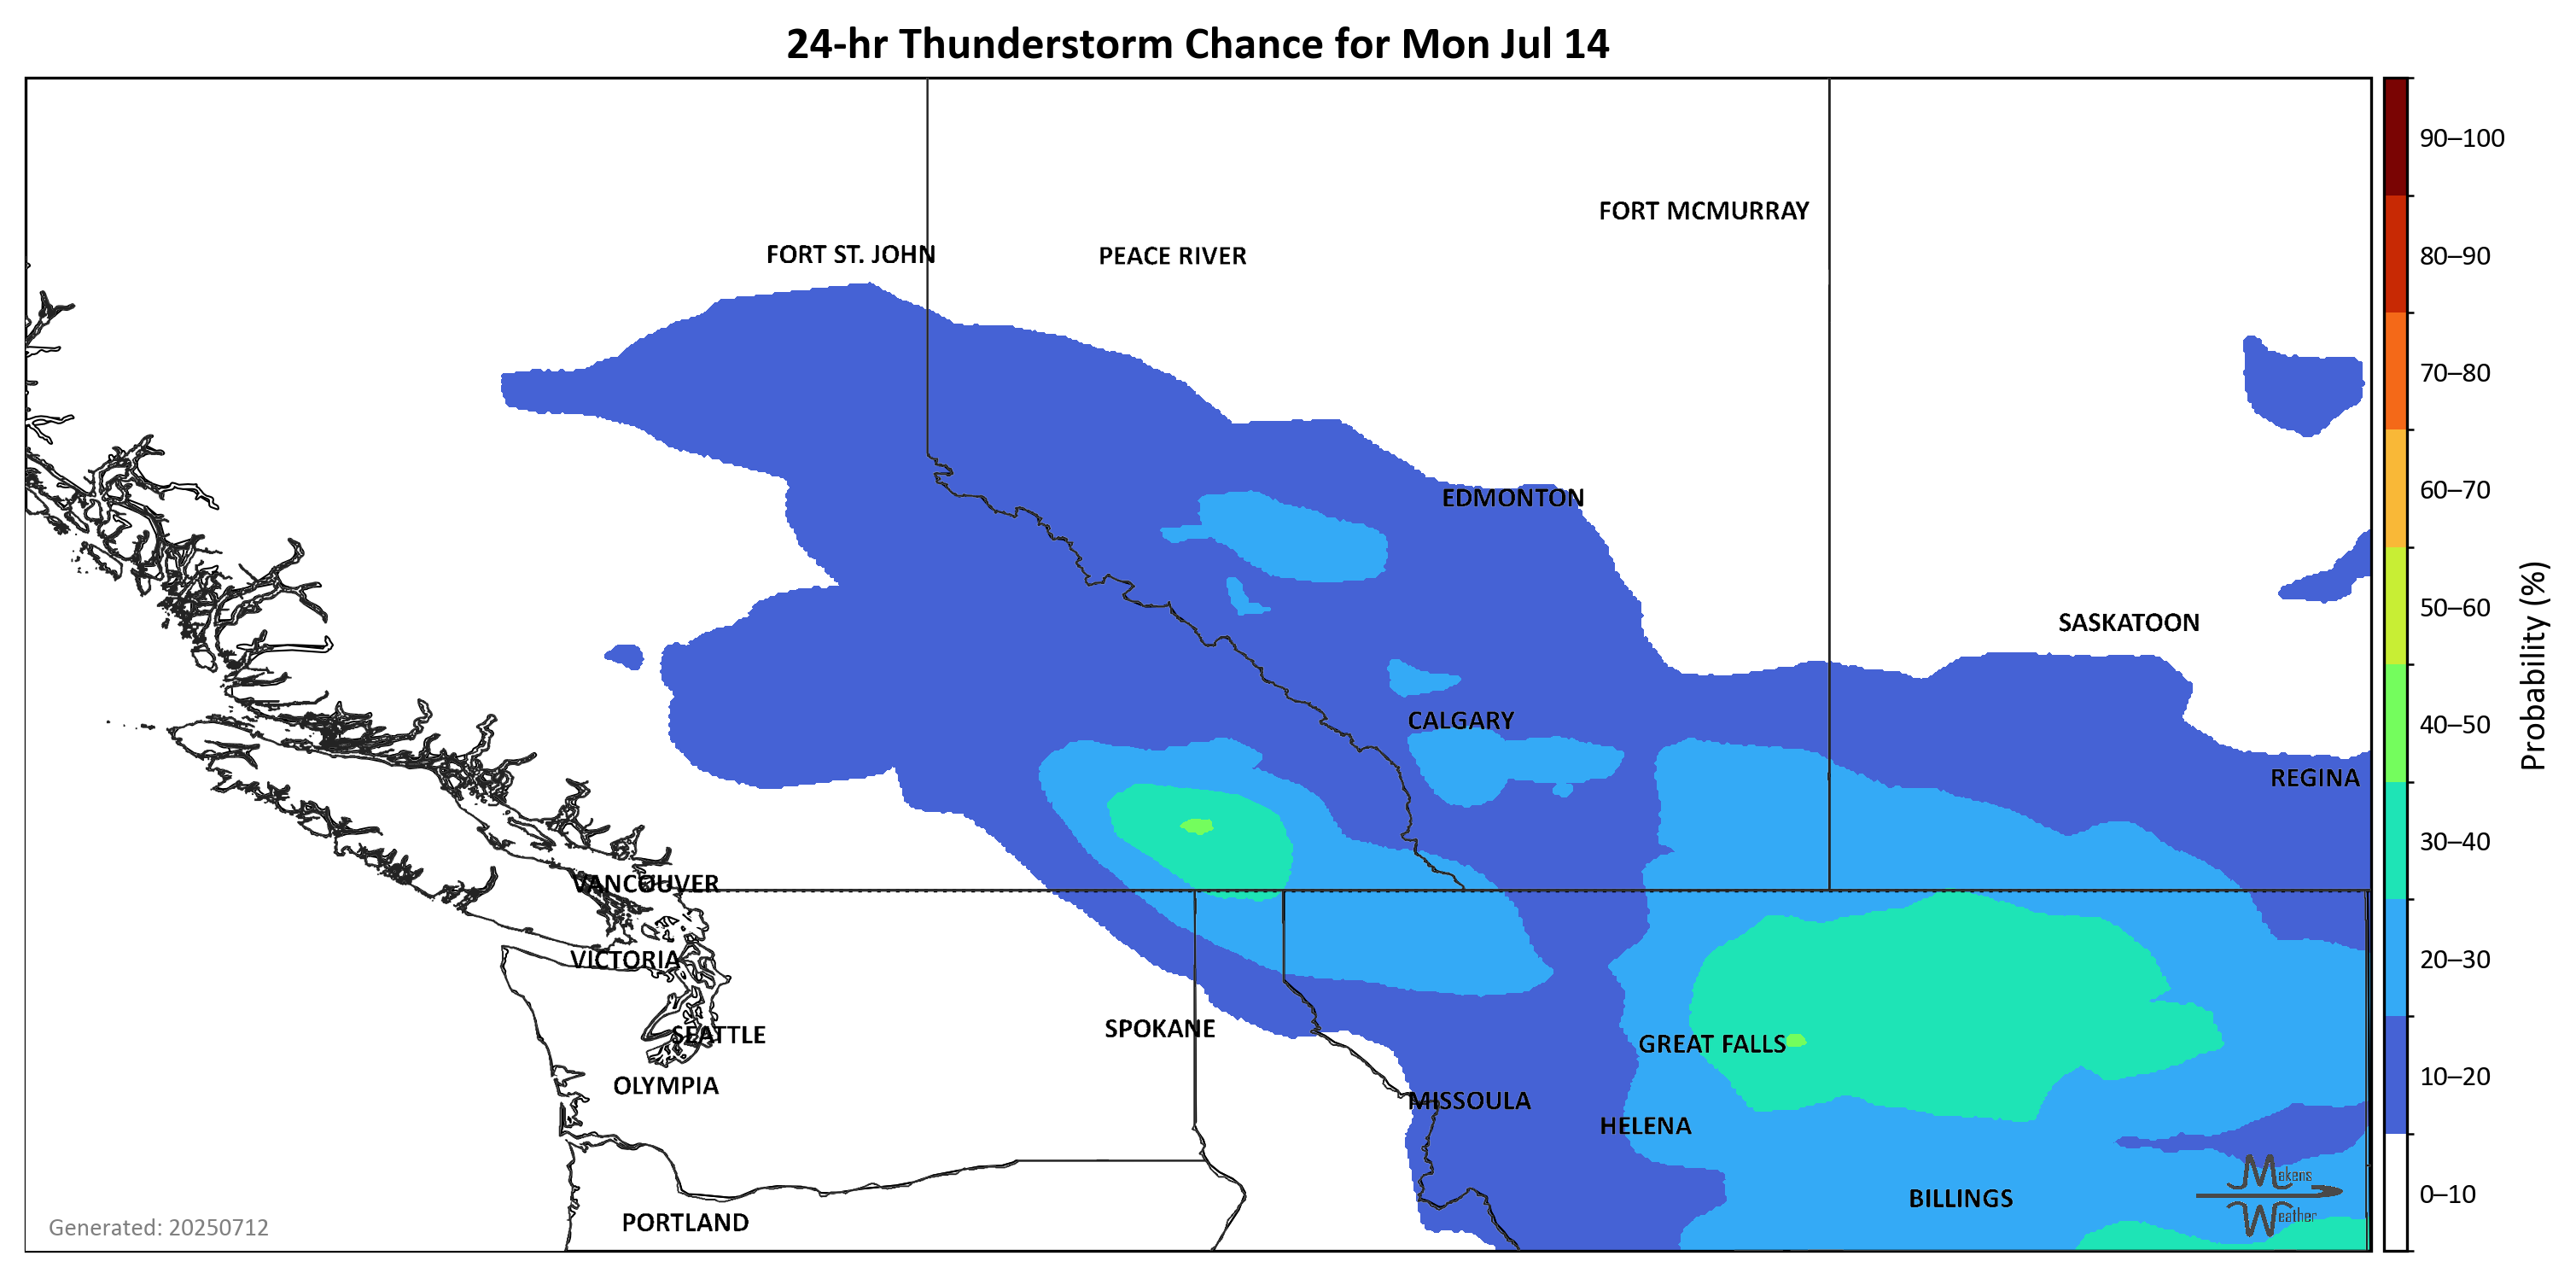 24-hr Thunderstorm Chance for Mon Jul 14
90–100
FORT MCMURRAY
FORT ST. JOHN
PEACE RIVER
80–90
70–80
60–70
EDMONTON
50–60
SASKATOON
Probability (%)
40–50
CALGARY
REGINA
30–40
VANCOUVER
VICTORIA
20–30
SPOKANE
SEATTLE
GREAT FALLS
OLYMPIA
10–20
MISSOULA
HELENA
Makens
Weather
BILLINGS
0–10
PORTLAND
Generated: 20250712